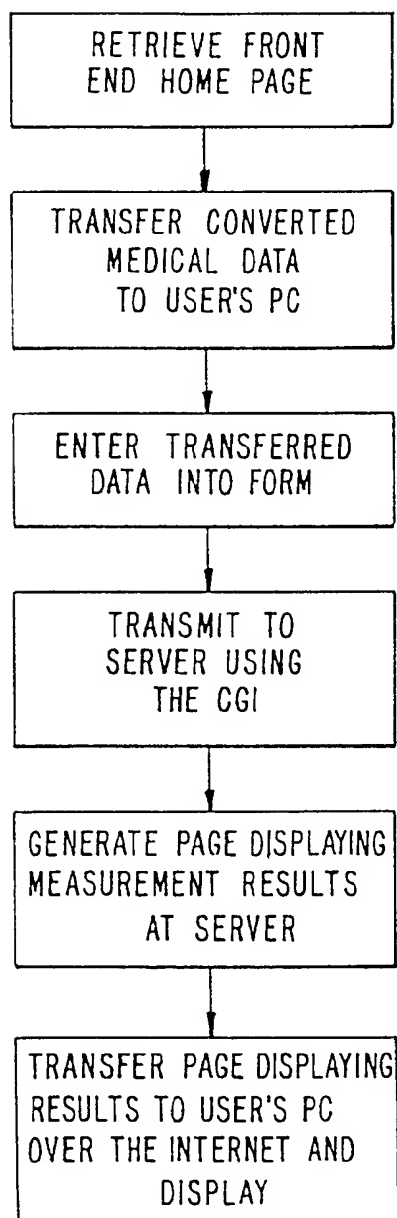 RETRIEVE FRONT
END HOME PAGE
TRANSFER CONVERTED
MEDICAL DATA
TO USER'S PC
ENTER TRANSFERRED
DATA INTO FORM
TRANSMIT TO
SERVER USING
THE CGI
GENERATE PAGE DISPLAYING
MEASUREMENT RESULTS
AT SERVER
TRANSFER PAGE DISPLAYING
RESULTS TO USER'S PC
OVER THE INTERNET AND
DISPLAY